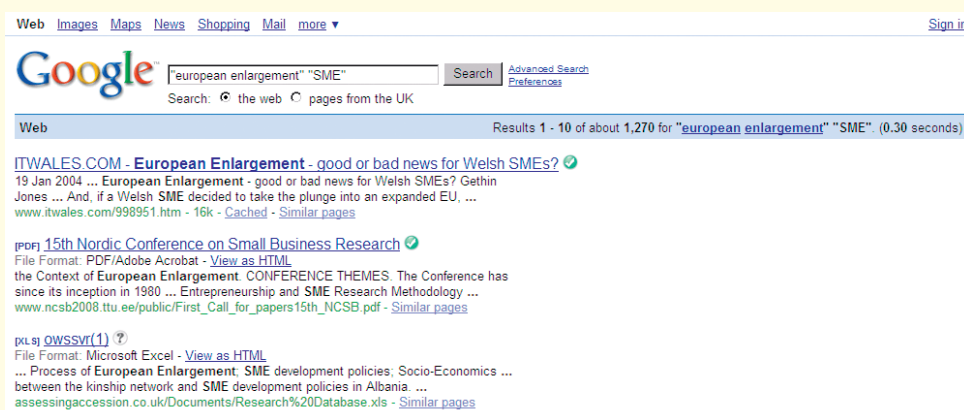 Web Images Maps News Shopping Mail more ▼ Sign in
Google™ "european enlargement" "SME" Search Advanced Search
Preferences
Search: the web pages from the UK
Web Results 1 - 10 of about 1,270 for "european enlargement" "SME". (0.30 seconds)
ITWALES.COM - European Enlargement - good or bad news for Welsh SMEs?
19 Jan 2004 ... European Enlargement - good or bad news for Welsh SMEs? Gethin
Jones ... And, if a Welsh SME decided to take the plunge into an expanded EU, ...
www.itwales.com/998951.htm - 16k - Cached - Similar pages
[PDF] 15th Nordic Conference on Small Business Research
File Format: PDF/Adobe Acrobat - View as HTML
the Context of European Enlargement. CONFERENCE THEMES. The Conference has
since its inception in 1980 ... Entrepreneurship and SME Research Methodology ...
www.ncsb2008.ttu.ee/public/First_Call_for_papers15th_NCSB.pdf - Similar pages
[XLS] owssvr(1) ?
File Format: Microsoft Excel - View as HTML
... Process of European Enlargement; SME development policies; Socio-Economics ...
between the kinship network and SME development policies in Albania. ...
assessingaccession.co.uk/Documents/Research%20Database.xls - Similar pages